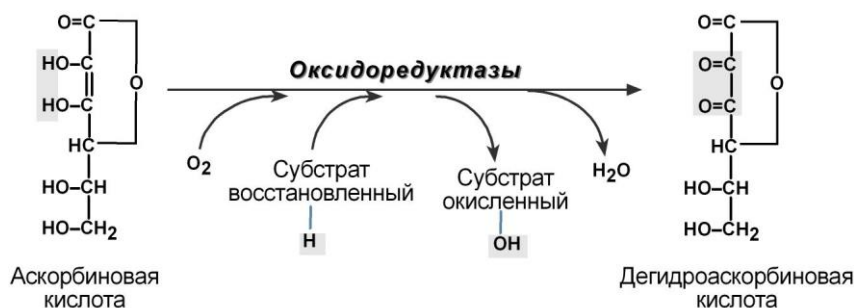 O=C
HO–C
HO–C
O
HC
HO–CH
HO–CH₂
Аскорбиновая
кислота
Оксидоредуктазы
O₂
Субстрат
восстановленный
H
Субстрат
окисленный
OH
H₂O
O=C
O=C
O=C
O
HC
HO–CH
HO–CH₂
Дегидроаскорбиновая
кислота